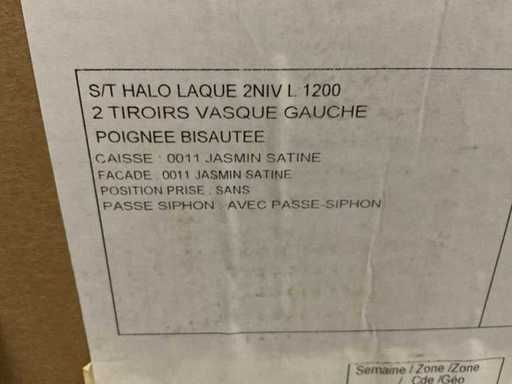 S/T HALO LAQUE 2NIV L 1200
2 TIROIRS VASQUE GAUCHE
POIGNEE BISAUTEE
CAISSE : 0011 JASMIN SATINE
FACADE : 0011 JASMIN SATINE
POSITION PRISE : SANS
PASSE SIPHON : AVEC PASSE-SIPHON
Semaine / Zone /Zone
Cde /Géo